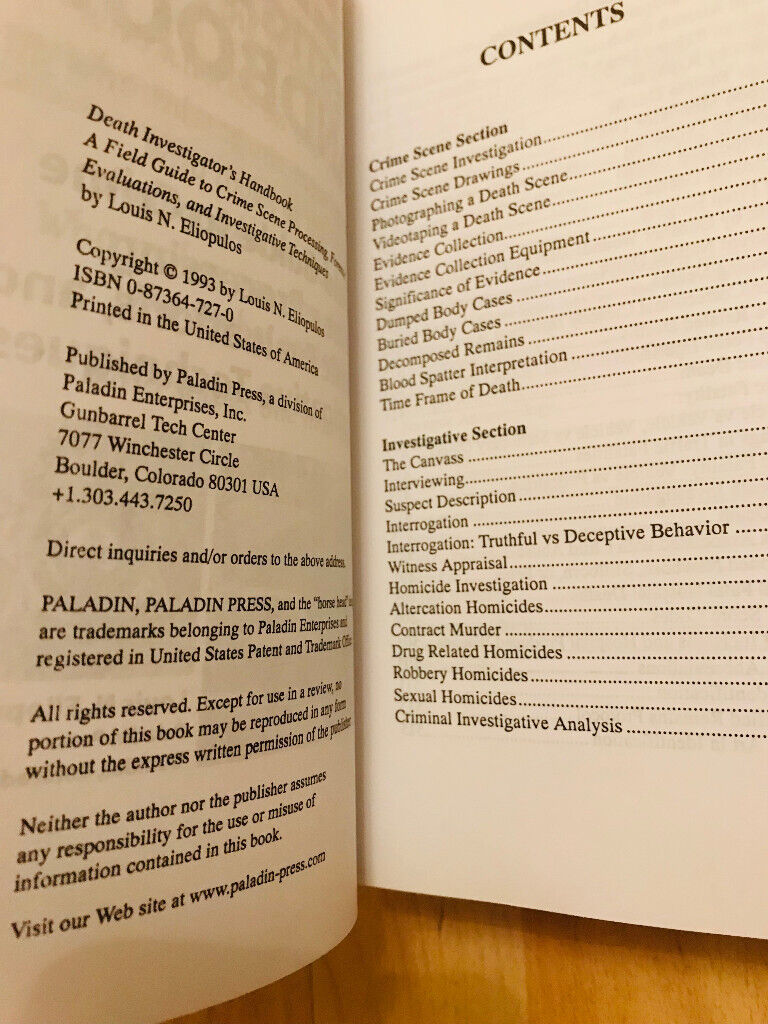 Death Investigator's Handbook
A Field Guide to Crime Scene Processing,
Evaluations, and Investigative Techniques
by Louis N. Eliopulos
Copyright © 1993 by Louis N. Eliopulos
ISBN 0-87364-727-0
Printed in the United States of America
Published by Paladin Press, a division of
Paladin Enterprises, Inc.
Gunbarrel Tech Center
7077 Winchester Circle
Boulder, Colorado 80301 USA
+1.303.443.7250
Direct inquiries and/or orders to the above address.
PALADIN, PALADIN PRESS, and the "horse head"
are trademarks belonging to Paladin Enterprises and
registered in United States Patent and Trademark
All rights reserved. Except for use in a review, no
portion of this book may be reproduced in any form
without the express written permission of the publisher.
Neither the author nor the publisher assumes
any responsibility for the use or misuse of
information contained in this book.
Visit our Web site at www.paladin-press.com
CONTENTS
Crime Scene Section
Crime Scene Investigation
Crime Scene Drawings
Photographing a Death Scene
Videotaping a Death Scene
Evidence Collection
Evidence Collection Equipment
Significance of Evidence
Dumped Body Cases
Buried Body Cases
Decomposed Remains
Blood Spatter Interpretation
Time Frame of Death
Investigative Section
The Canvass
Interviewing
Suspect Description
Interrogation
Interrogation: Truthful vs Deceptive Behavior
Witness Appraisal
Homicide Investigation
Altercation Homicides
Contract Murder
Drug Related Homicides
Robbery Homicides
Sexual Homicides
Criminal Investigative Analysis